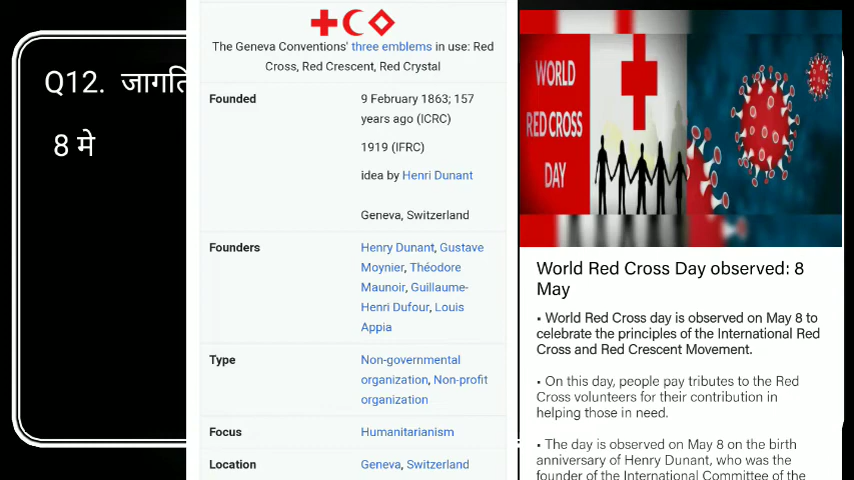 Q12. जागति
8 मे
The Geneva Conventions' three emblems in use: Red
Cross, Red Crescent, Red Crystal
Founded
9 February 1863; 157
years ago (ICRC)
1919 (IFRC)
idea by Henri Dunant
Geneva, Switzerland
Founders
Henry Dunant, Gustave
Moynier, Théodore
Maunoir, Guillaume-
Henri Dufour, Louis
Appia
Type
Non-governmental
organization, Non-profit
organization
Focus
Humanitarianism
Location
Geneva, Switzerland
WORLD
RED CROSS
DAY
World Red Cross Day observed: 8
May
• World Red Cross day is observed on May 8 to
celebrate the principles of the International Red
Cross and Red Crescent Movement.
• On this day, people pay tributes to the Red
Cross volunteers for their contribution in
helping those in need.
• The day is observed on May 8 on the birth
anniversary of Henry Dunant, who was the
founder of the International Committee of the